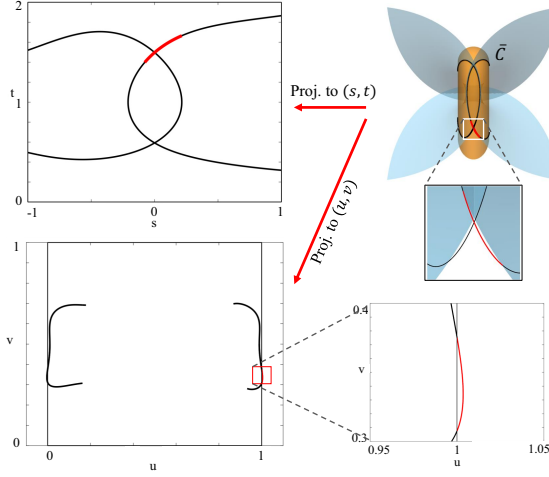 2
t
1
0
-1
0
s
1
Proj. to (s, t)
C̄
Proj. to (u, v)
1
v
0
0
u
1
0.4
v
0.3
0.95
1
u
1.05